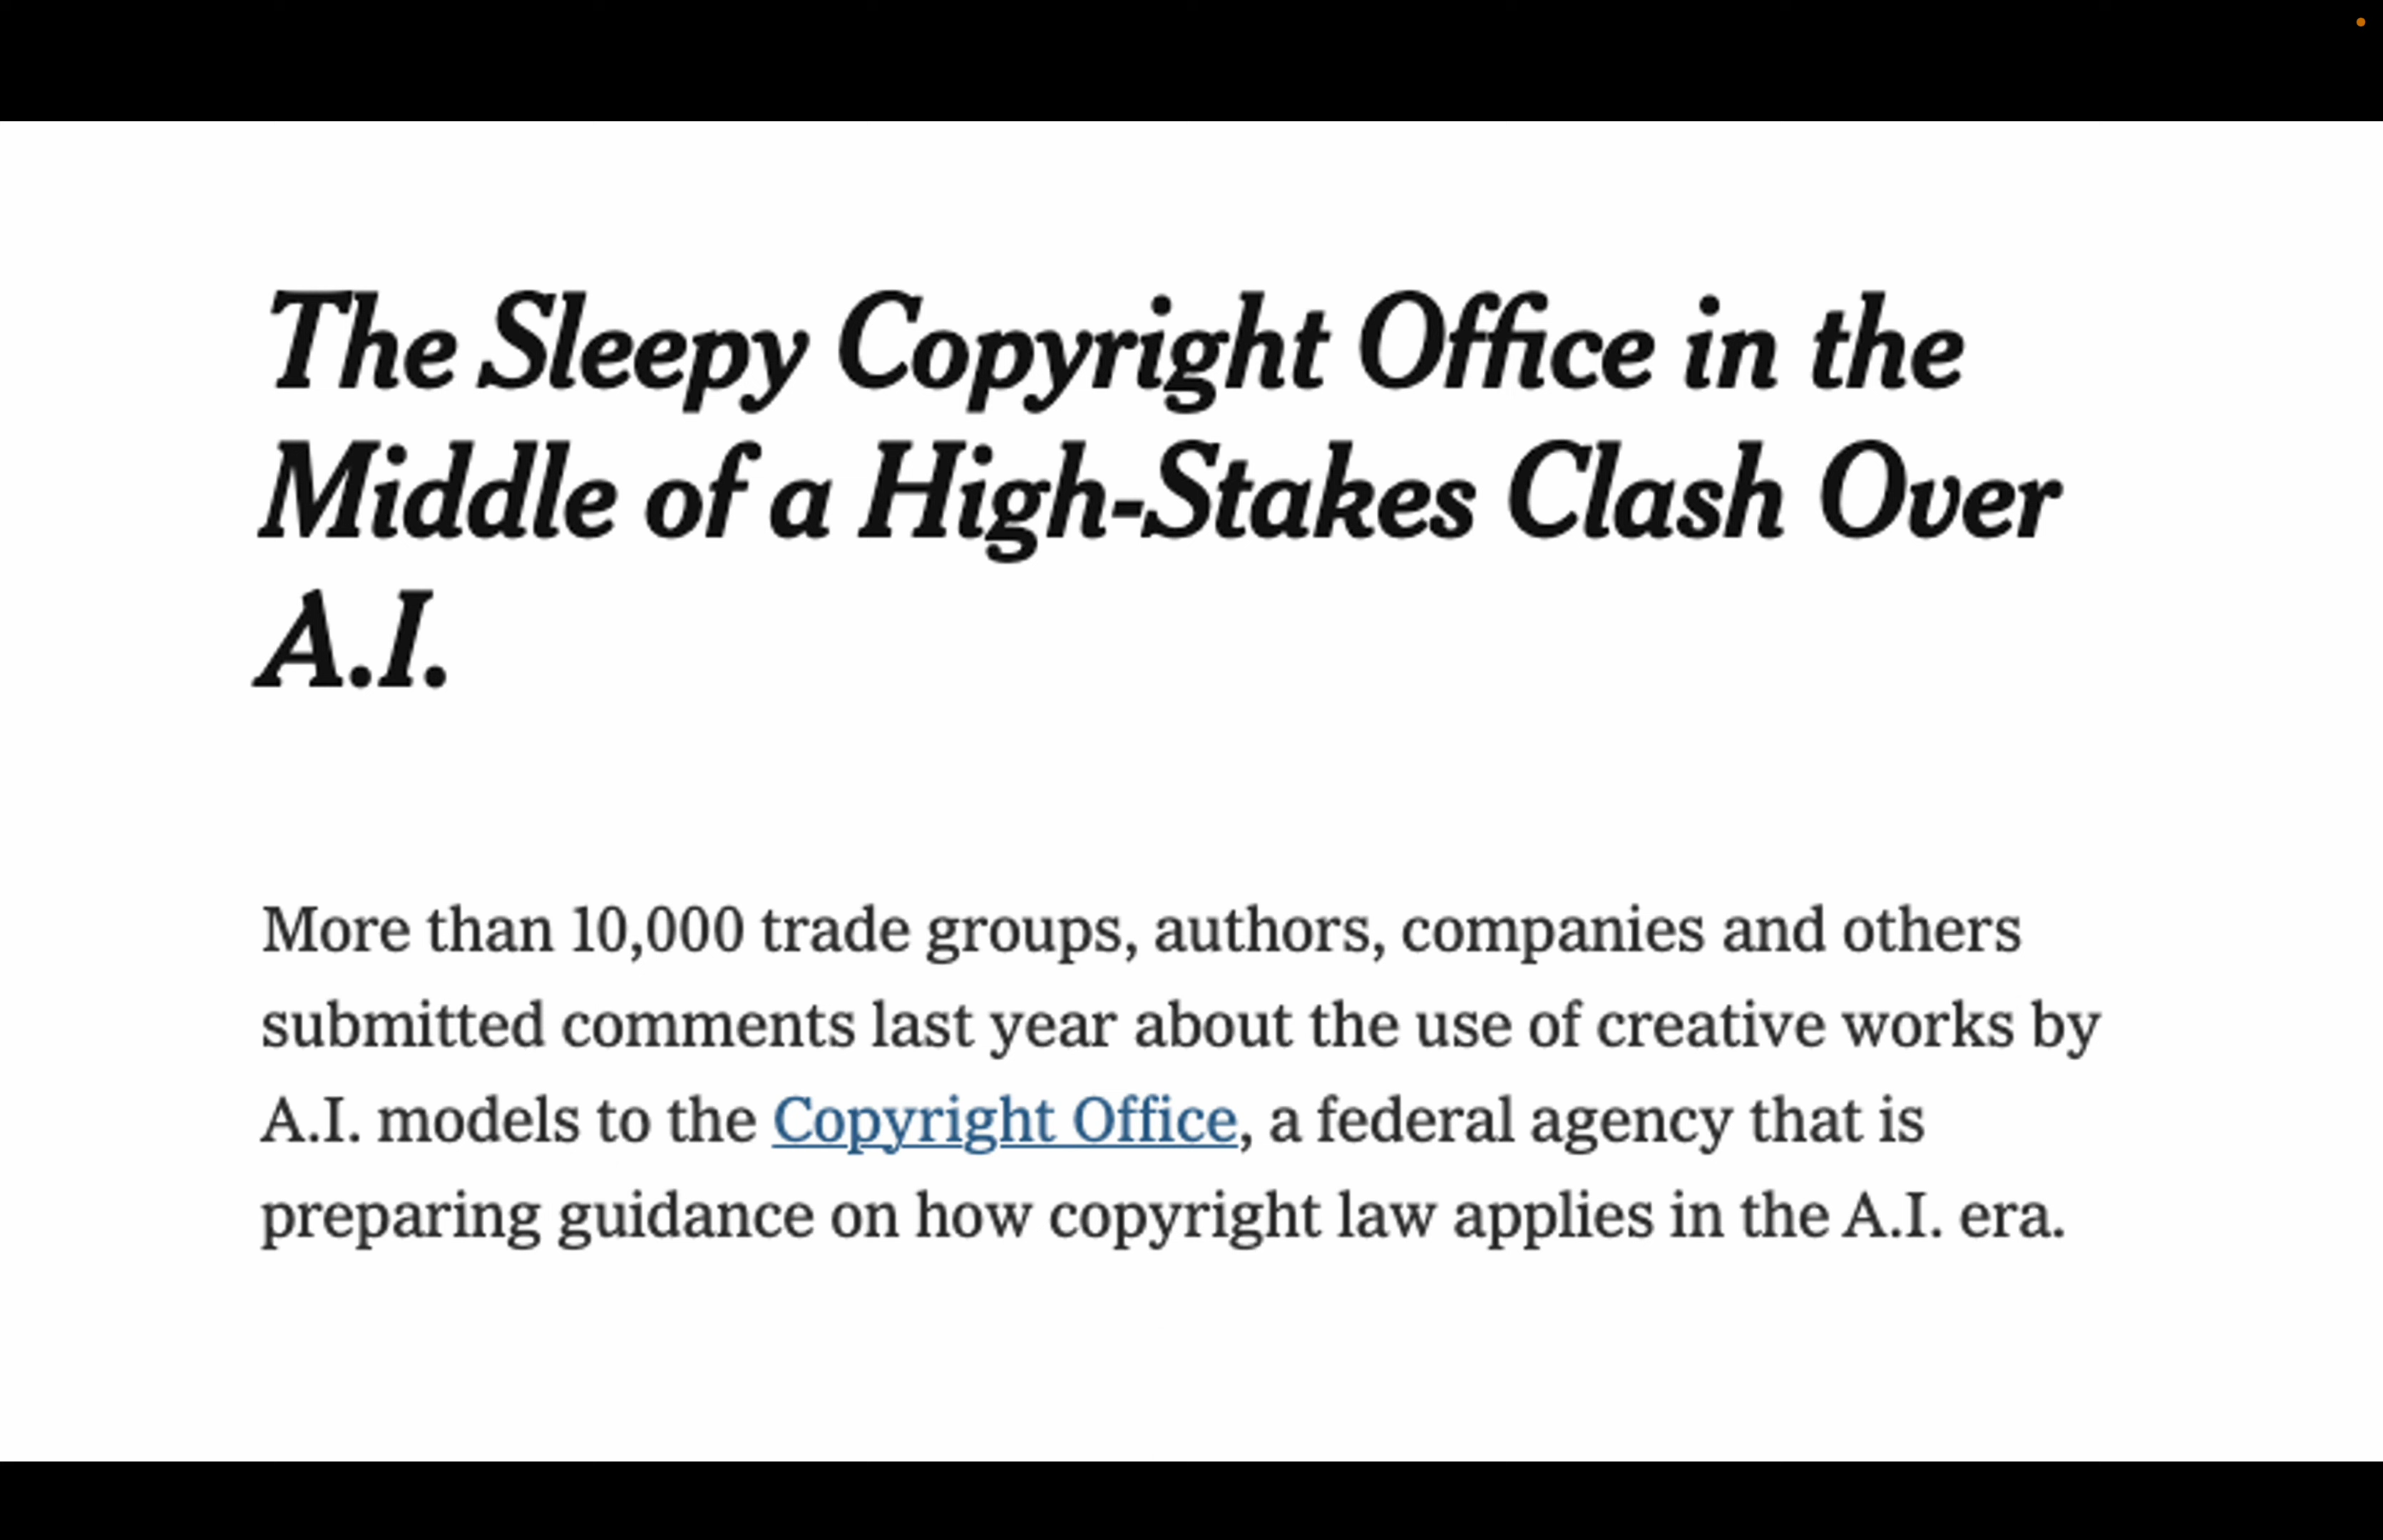 The Sleepy Copyright Office in the
Middle of a High-Stakes Clash Over
A.I.
More than 10,000 trade groups, authors, companies and others
submitted comments last year about the use of creative works by
A.I. models to the Copyright Office, a federal agency that is
preparing guidance on how copyright law applies in the A.I. era.